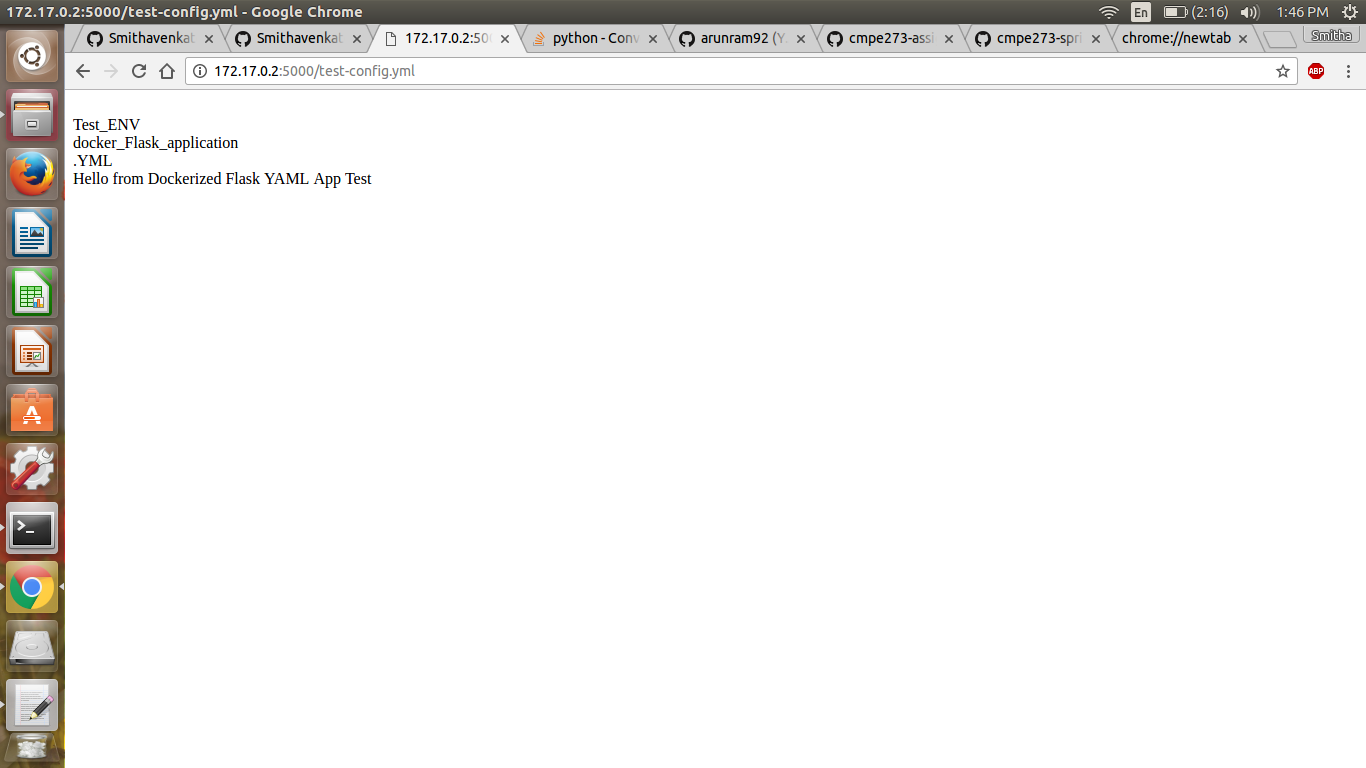 172.17.0.2:5000/test-config.yml - Google Chrome
En
(2:16)
1:46 PM
Smithavenkat
Smithavenkat
172.17.0.2:500
python - Conv
arunram92 (Y
cmpe273-assi
cmpe273-spri
chrome://newtab
Smitha
172.17.0.2:5000/test-config.yml
ABP
Test_ENV
docker_Flask_application
.YML
Hello from Dockerized Flask YAML App Test